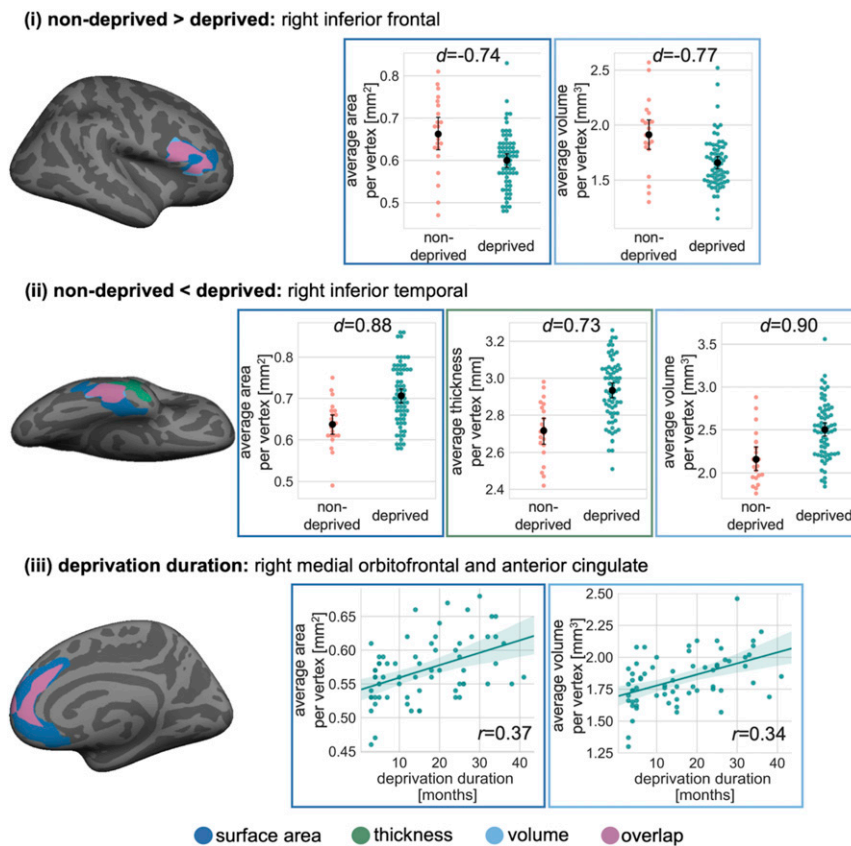 (i) non-deprived > deprived: right inferior frontal
d=-0.74
average area
per vertex [mm²]
0.8
0.7
0.6
0.5
non-
deprived
deprived
d=-0.77
average volume
per vertex [mm³]
2.5
2.0
1.5
non-
deprived
deprived
(ii) non-deprived < deprived: right inferior temporal
d=0.88
average area
per vertex [mm²]
0.8
0.7
0.6
0.5
non-
deprived
deprived
d=0.73
average thickness
per vertex [mm]
3.2
3.0
2.8
2.6
2.4
non-
deprived
deprived
d=0.90
average volume
per vertex [mm³]
3.5
3.0
2.5
2.0
non-
deprived
deprived
(iii) deprivation duration: right medial orbitofrontal and anterior cingulate
average area
per vertex [mm²]
0.65
0.60
0.55
0.50
0.45
r=0.37
10 20 30 40
deprivation duration
[months]
average volume
per vertex [mm³]
2.50
2.25
2.00
1.75
1.50
1.25
r=0.34
10 20 30 40
deprivation duration
[months]
surface area
thickness
volume
overlap